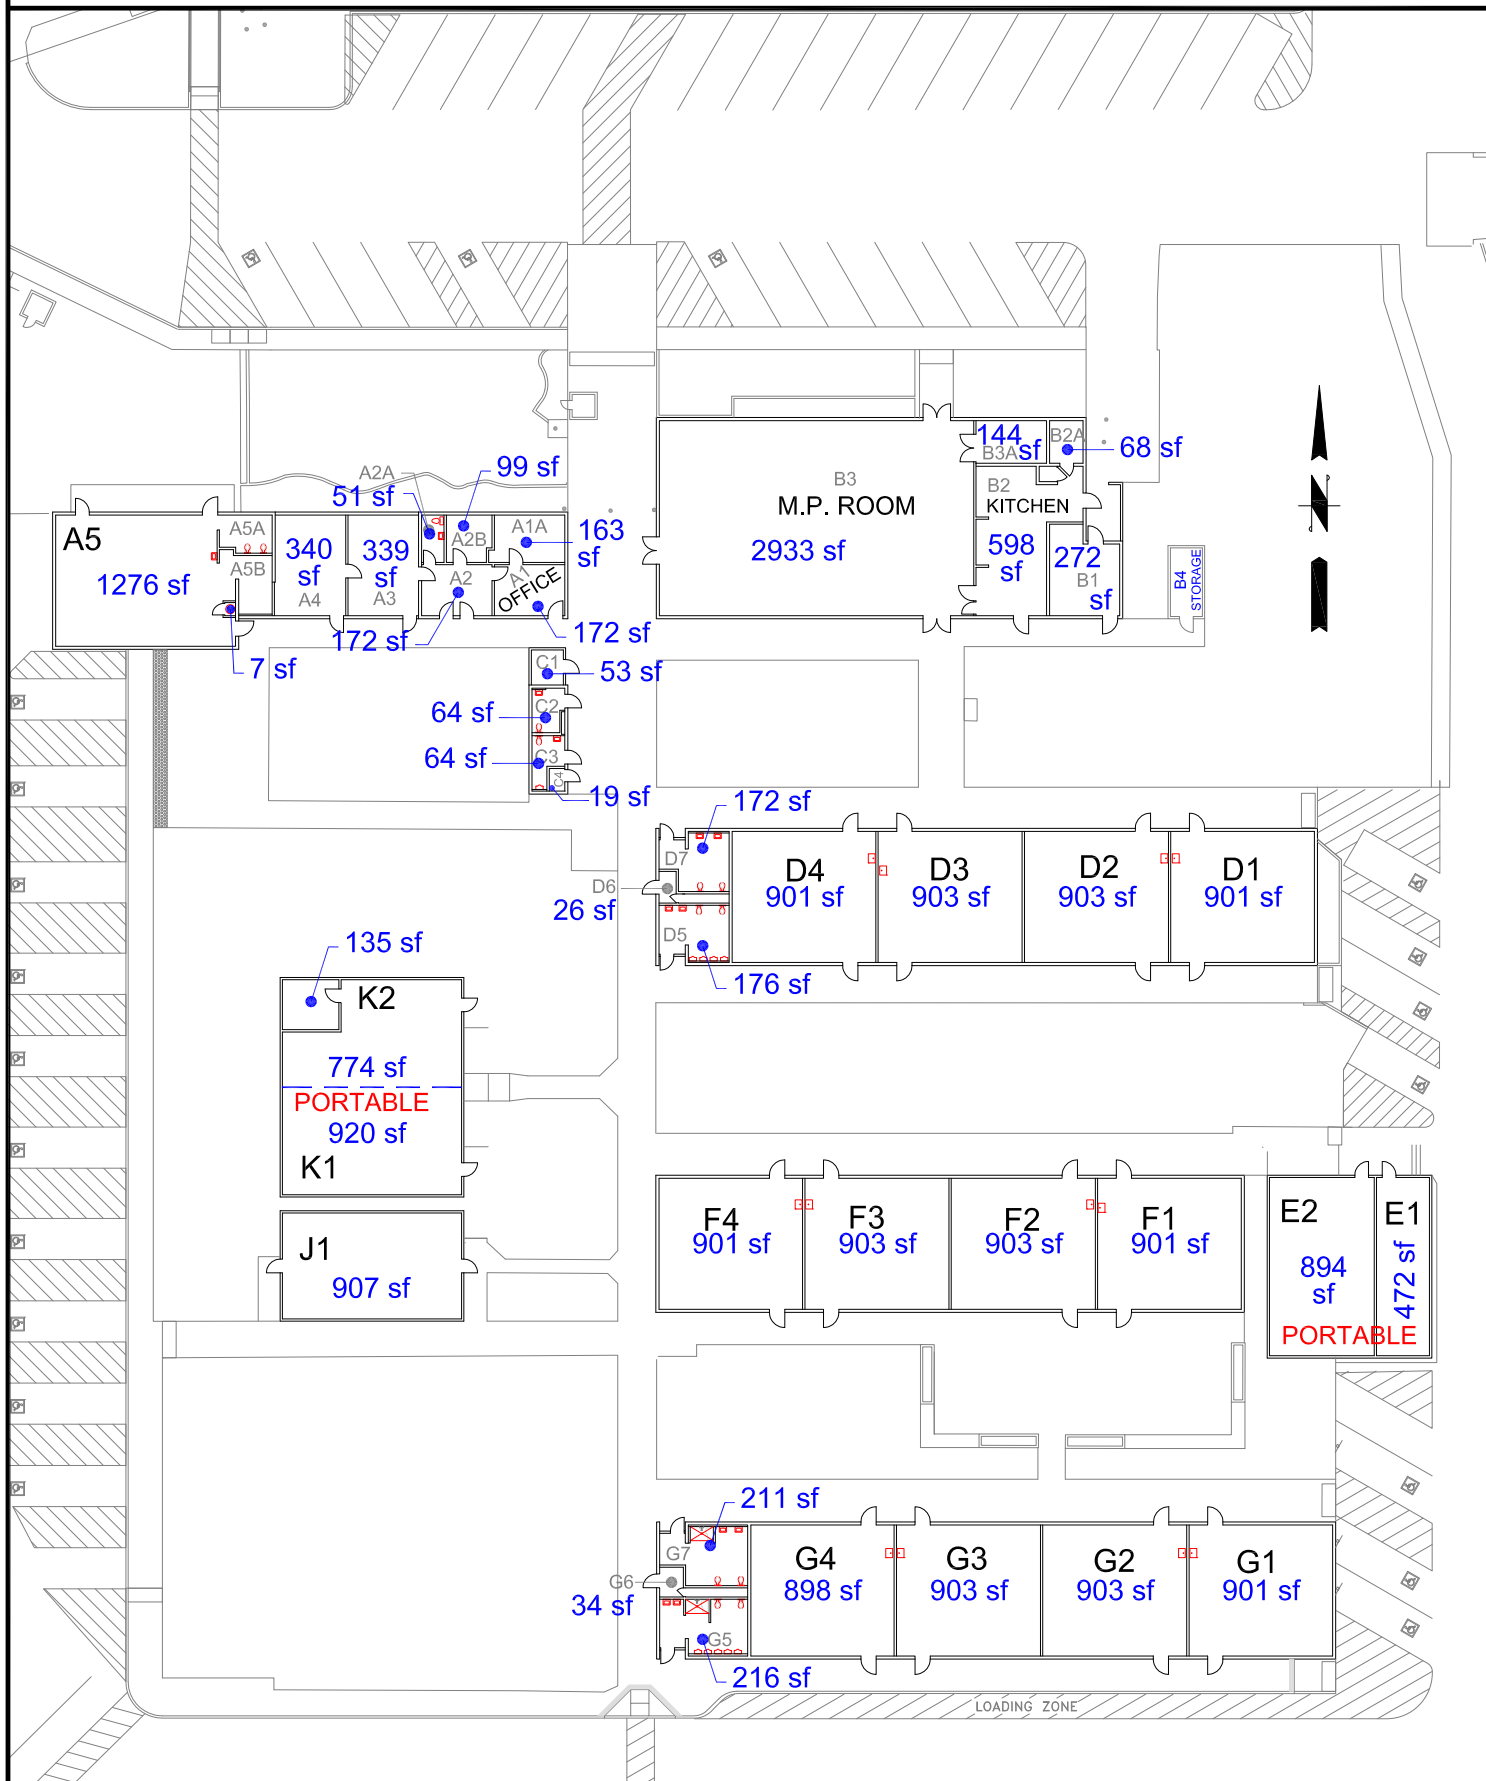 144
sf
B3A
B2A
68 sf
A2A
99 sf
51 sf
B3
M.P. ROOM
2933 sf
B2
KITCHEN
598
sf
272
B1
sf
B4
STORAGE
A5
1276 sf
A5A
A5B
7 sf
340
sf
A4
339
sf
A3
A2B
A1A
163
sf
A2
172 sf
A1
OFFICE
172 sf
C1
53 sf
64 sf
C2
64 sf
C3
C4
19 sf
172 sf
D7
D6
26 sf
D5
176 sf
D4
901 sf
D3
903 sf
D2
903 sf
D1
901 sf
135 sf
K2
774 sf
PORTABLE
920 sf
K1
J1
907 sf
F4
901 sf
F3
903 sf
F2
903 sf
F1
901 sf
E2
894
sf
E1
472 sf
PORTABLE
211 sf
G7
G6
34 sf
G5
216 sf
G4
898 sf
G3
903 sf
G2
903 sf
G1
901 sf
LOADING ZONE